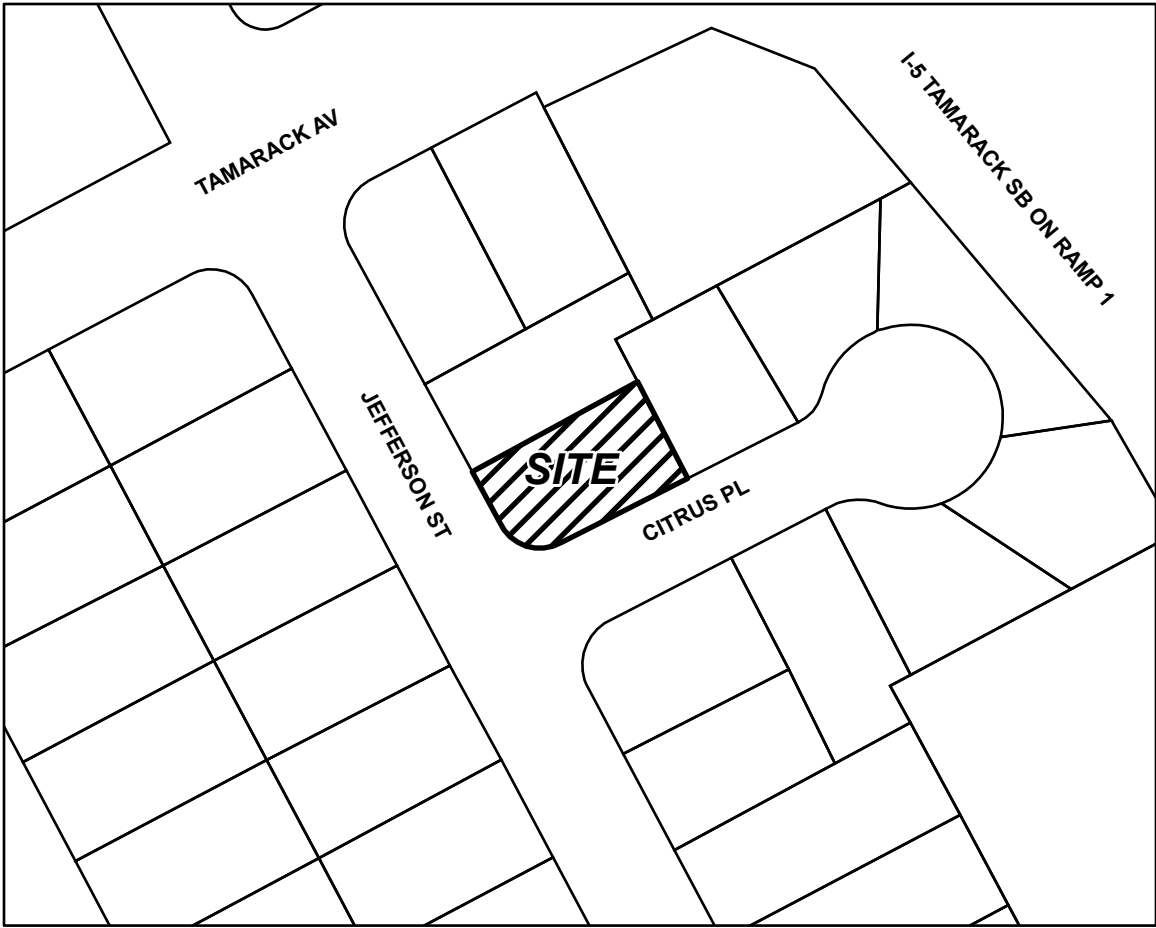 I-5 TAMARACK SB ON RAMP 1
TAMARACK AV
JEFFERSON ST
SITE
CITRUS PL